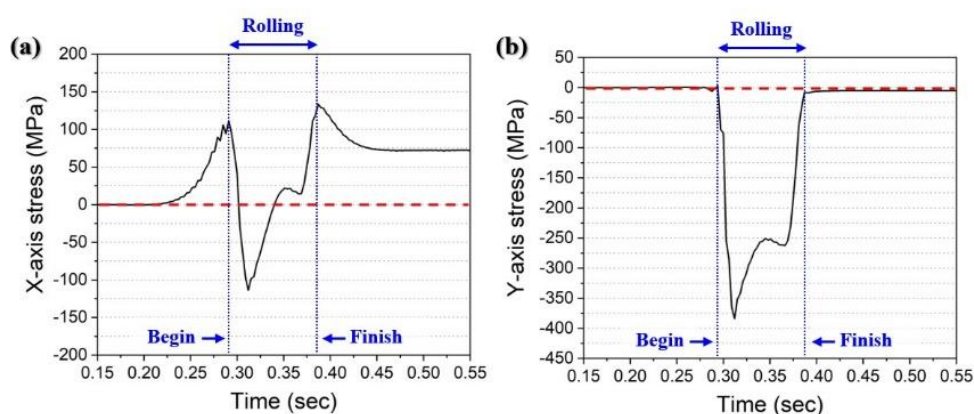 (a)
Rolling
X-axis stress (MPa)
200
150
100
50
0
-50
-100
-150
-200
Begin
Finish
0.15 0.20 0.25 0.30 0.35 0.40 0.45 0.50 0.55
Time (sec)
(b)
Rolling
Y-axis stress (MPa)
50
0
-50
-100
-150
-200
-250
-300
-350
-400
-450
Begin
Finish
0.15 0.20 0.25 0.30 0.35 0.40 0.45 0.50 0.55
Time (sec)